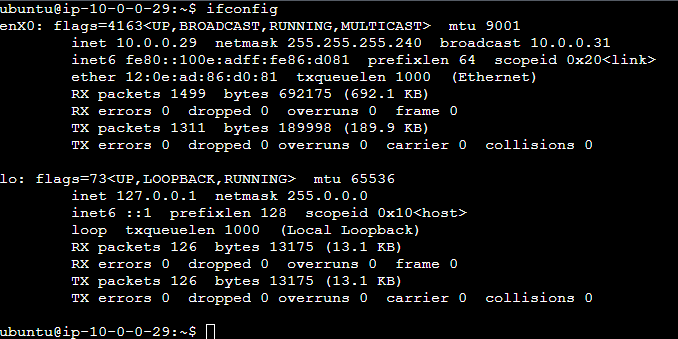 ubuntu@ip-10-0-0-29:~$ ifconfig
enX0: flags=4163<UP,BROADCAST,RUNNING,MULTICAST>  mtu 9001
        inet 10.0.0.29  netmask 255.255.255.240  broadcast 10.0.0.31
        inet6 fe80::100e:adff:fe86:d081  prefixlen 64  scopeid 0x20<link>
        ether 12:0e:ad:86:d0:81  txqueuelen 1000  (Ethernet)
        RX packets 1499  bytes 692175 (692.1 KB)
        RX errors 0  dropped 0  overruns 0  frame 0
        TX packets 1311  bytes 189998 (189.9 KB)
        TX errors 0  dropped 0 overruns 0  carrier 0  collisions 0
lo: flags=73<UP,LOOPBACK,RUNNING>  mtu 65536
        inet 127.0.0.1  netmask 255.0.0.0
        inet6 ::1  prefixlen 128  scopeid 0x10<host>
        loop  txqueuelen 1000  (Local Loopback)
        RX packets 126  bytes 13175 (13.1 KB)
        RX errors 0  dropped 0  overruns 0  frame 0
        TX packets 126  bytes 13175 (13.1 KB)
        TX errors 0  dropped 0 overruns 0  carrier 0  collisions 0
ubuntu@ip-10-0-0-29:~$